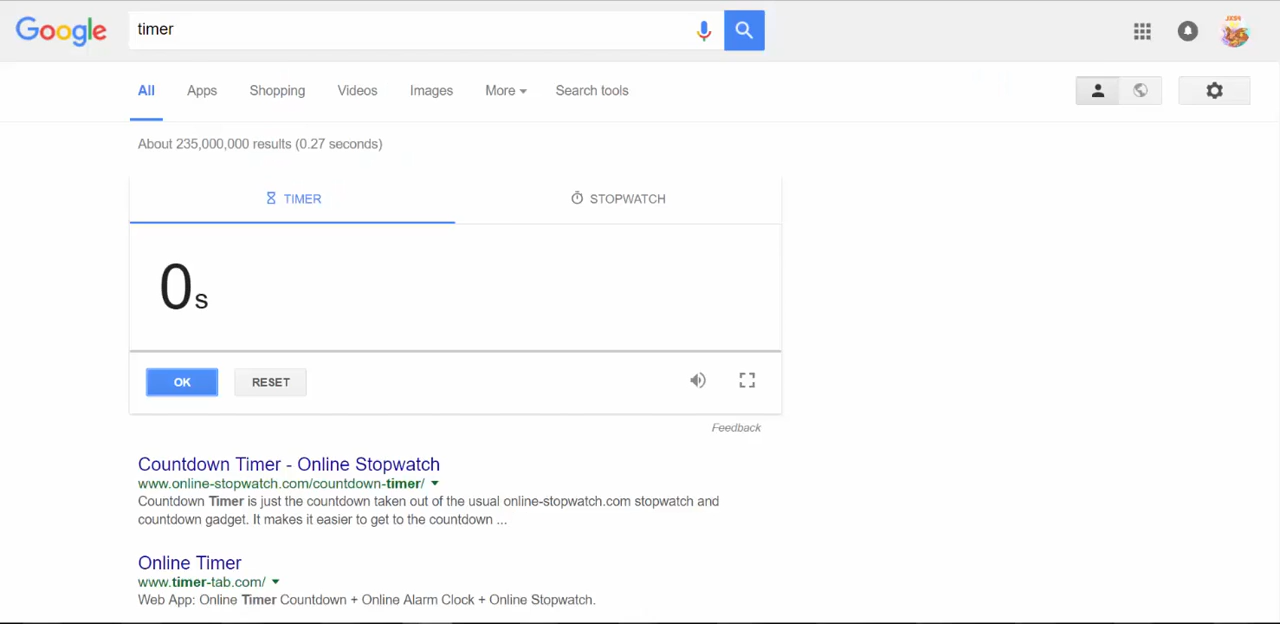 Google timer
All Apps Shopping Videos Images More Search tools
About 235,000,000 results (0.27 seconds)
TIMER STOPWATCH
0s
OK RESET
Feedback
Countdown Timer - Online Stopwatch
www.online-stopwatch.com/countdown-timer/
Countdown Timer is just the countdown taken out of the usual online-stopwatch.com stopwatch and
countdown gadget. It makes it easier to get to the countdown ...
Online Timer
www.timer-tab.com/
Web App: Online Timer Countdown + Online Alarm Clock + Online Stopwatch.